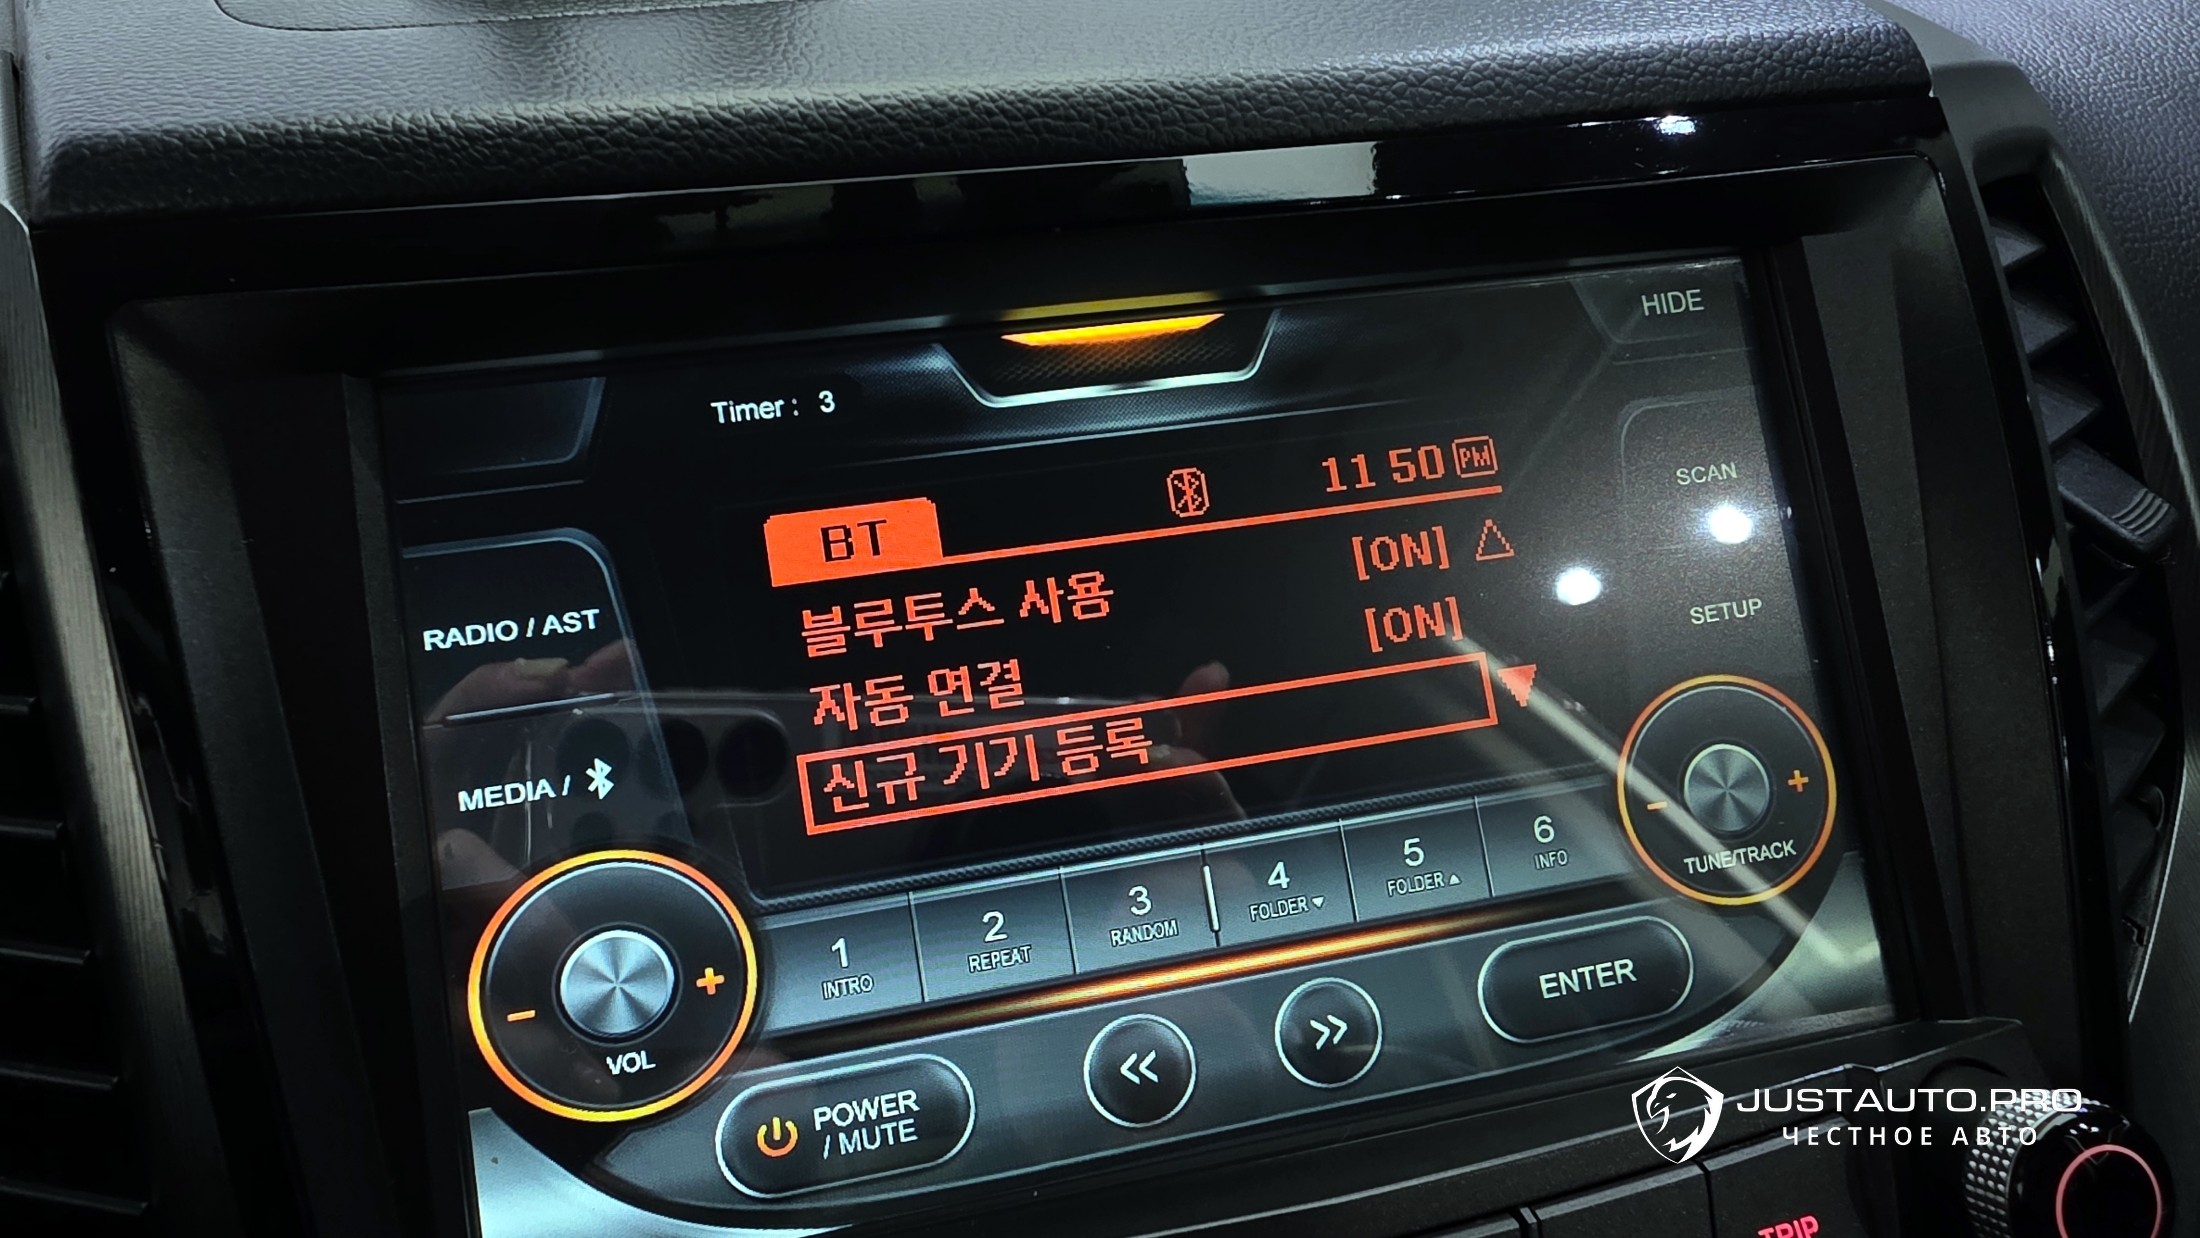 HIDE
Timer : 3
11 50 PM
BT
SCAN
블루투스 사용 [ON]
자동 연결 [ON]
신규 기기 등록
RADIO / AST
SETUP
MEDIA /
- +
TUNE/TRACK
1 INTRO
2 REPEAT
3 RANDOM
4 FOLDER ▼
5 FOLDER ▲
6 INFO
- +
VOL
POWER
/ MUTE
<<
>>
ENTER
JUSTAUTO.PRO
ЧЕСТНОЕ АВТО
TRIP